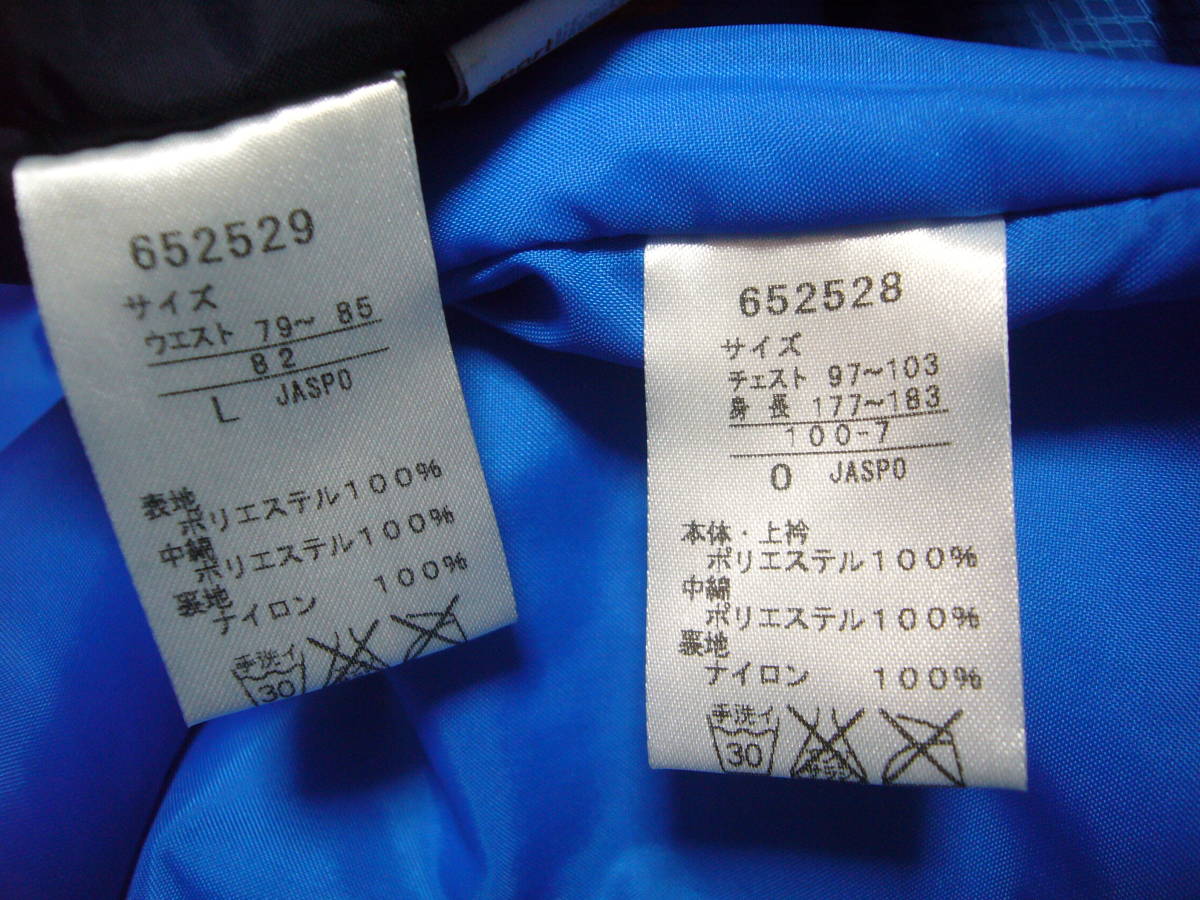 652529
サイズ
ウエスト 79～ 85
82
L JASPO
表地
ポリエステル100%
中綿
ポリエステル100%
裏地
ナイロン 100%
手洗イ
30
652528
サイズ
チェスト 97～103
身長 177～183
100-7
O JASPO
本体・上衿
ポリエステル100%
中綿
ポリエステル100%
裏地
ナイロン 100%
手洗イ
30